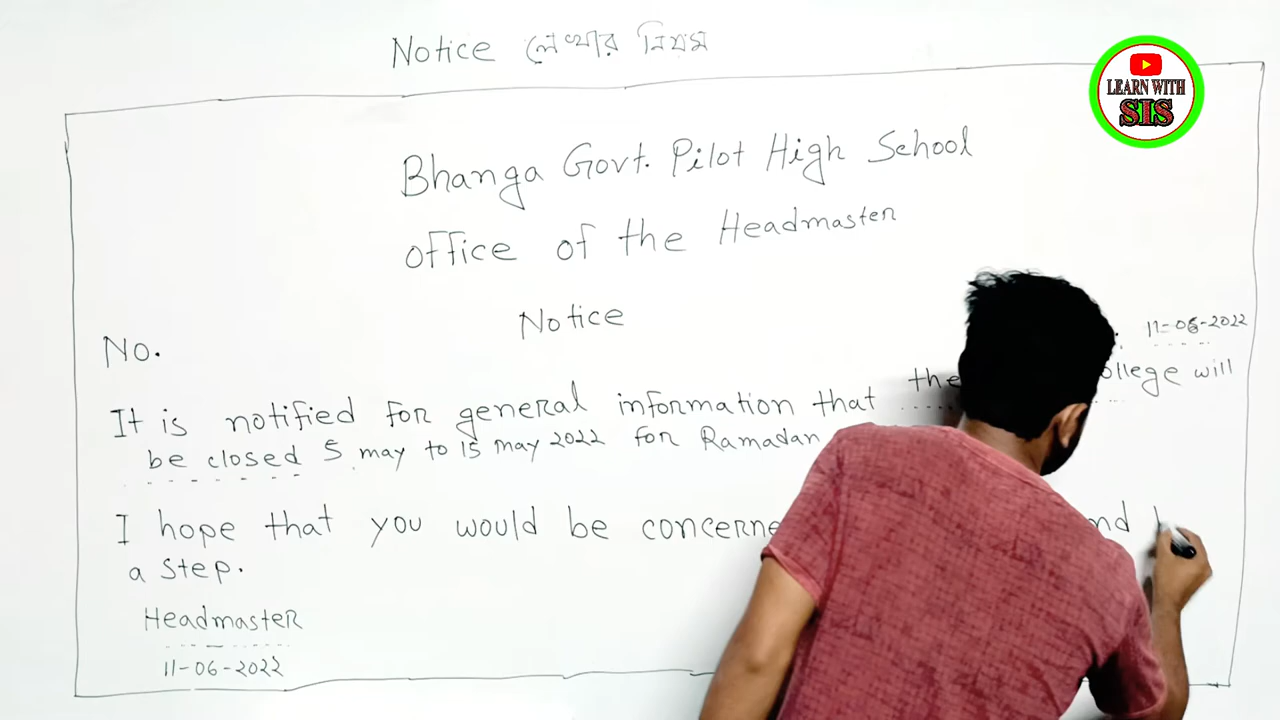 Notice লেখার নিয়ম
LEARN WITH
SIS
Bhanga Govt. Pilot High School
office of the Headmaster
Notice
No.
11-06-2022
It is notified for general information that the ollege will
be closed 5 may to 15 may 2022 for Ramadan
I hope that you would be concerne nd
a step.
Headmaster
11-06-2022